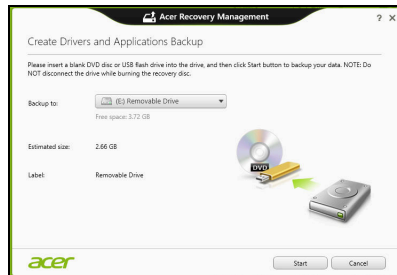 Acer Recovery Management
? ×
Create Drivers and Applications Backup
Please insert a blank DVD disc or USB flash drive into the drive, and then click Start button to backup your data. NOTE: Do
NOT disconnect the drive while burning the recovery disc.
Backup to: (E:) Removable Drive
Free space: 3.72 GB
Estimated size: 2.66 GB
Label: Removable Drive
DVD
acer Start Cancel